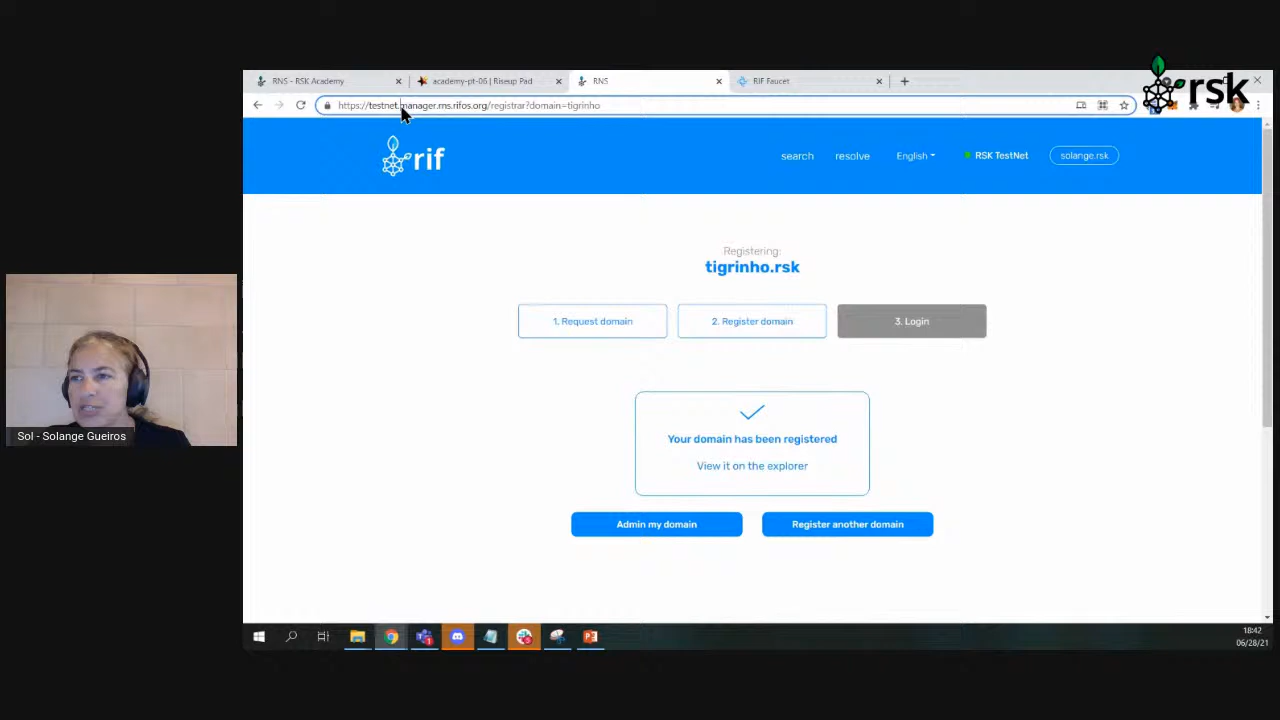 rsk
RNS - RSK Academy
academy-pt-06 | Riseup Pad
RNS
RIF Faucet
https://testnet.manager.rns.rifos.org/registrar?domain=tigrinho
rif
search
resolve
English
RSK TestNet
solange.rsk
Registering:
tigrinho.rsk
1. Request domain
2. Register domain
3. Login
Your domain has been registered
View it on the explorer
Admin my domain
Register another domain
Sol - Solange Gueiros
18:42
06/28/21